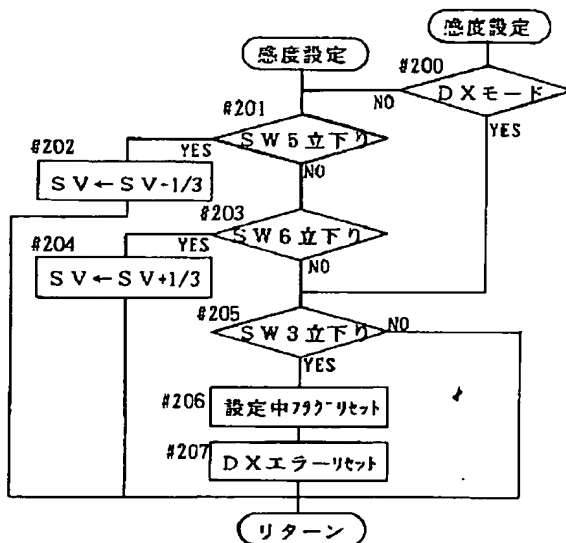 感度設定
感度設定
#200
DXモード
NO
YES
#201
SW5立下り
YES
NO
#202
SV←SV-1/3
#203
SW6立下り
YES
NO
#204
SV←SV+1/3
#205
SW3立下り
NO
YES
#206
設定中フラグリセット
#207
DXエラーリセット
リターン